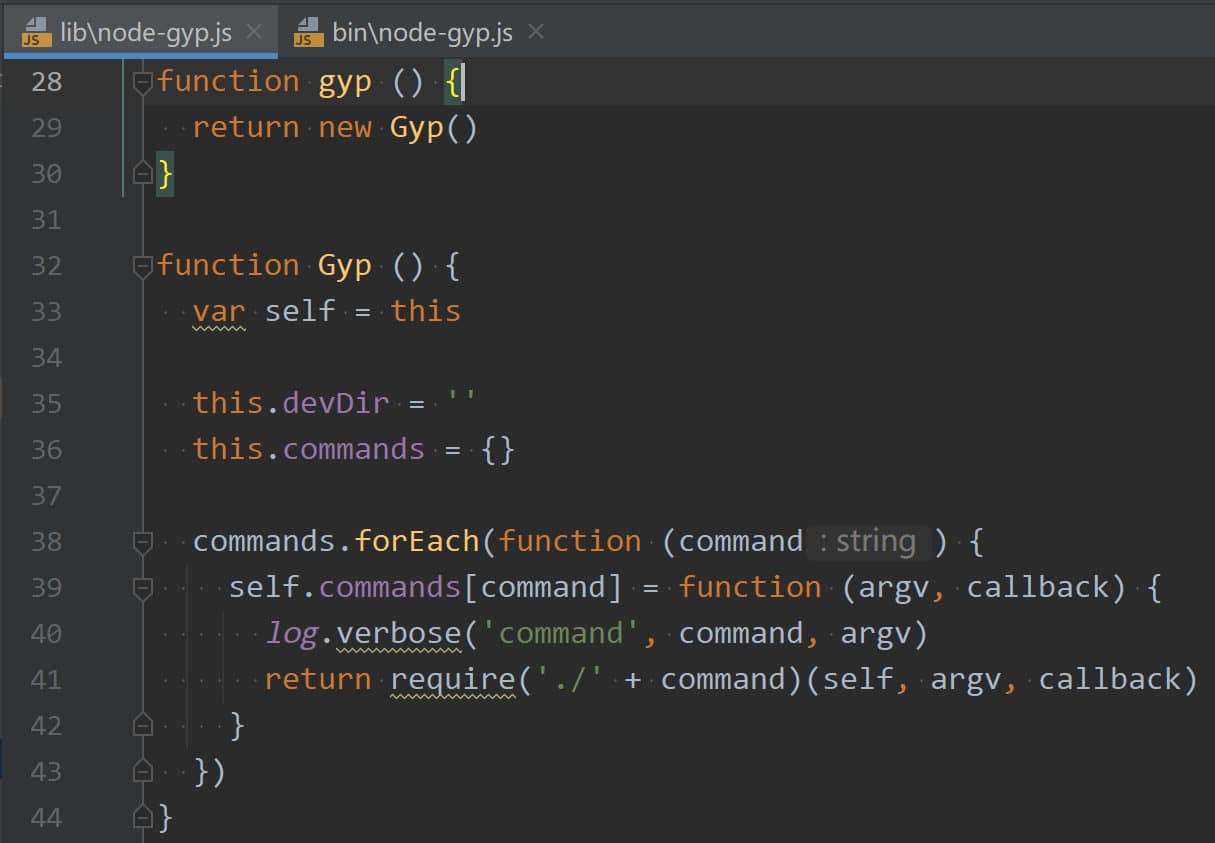 JS lib\node-gyp.js × JS bin\node-gyp.js ×
28 function gyp () {
29   return new Gyp()
30 }
31
32 function Gyp () {
33   var self = this
34
35   this.devDir = ''
36   this.commands = {}
37
38   commands.forEach(function (command : string ) {
39     self.commands[command] = function (argv, callback) {
40       log.verbose('command', command, argv)
41       return require('./' + command)(self, argv, callback)
42     }
43   })
44 }